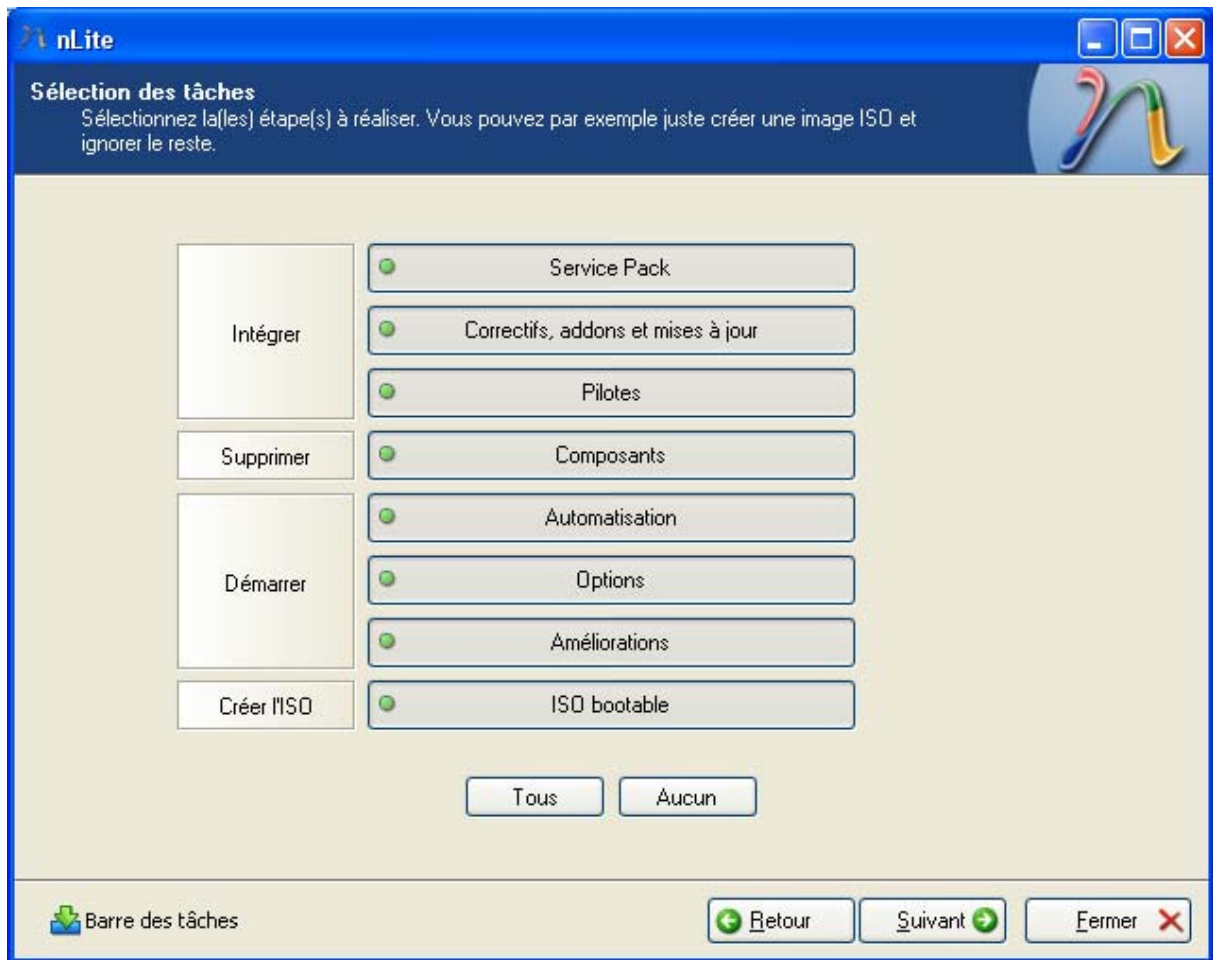 nLite
Sélection des tâches
Sélectionnez la(les) étape(s) à réaliser. Vous pouvez par exemple juste créer une image ISO et
ignorer le reste.
Intégrer
Service Pack
Correctifs, addons et mises à jour
Pilotes
Supprimer
Composants
Démarrer
Automatisation
Options
Améliorations
Créer l'ISO
ISO bootable
Tous
Aucun
Barre des tâches
Retour
Suivant
Fermer